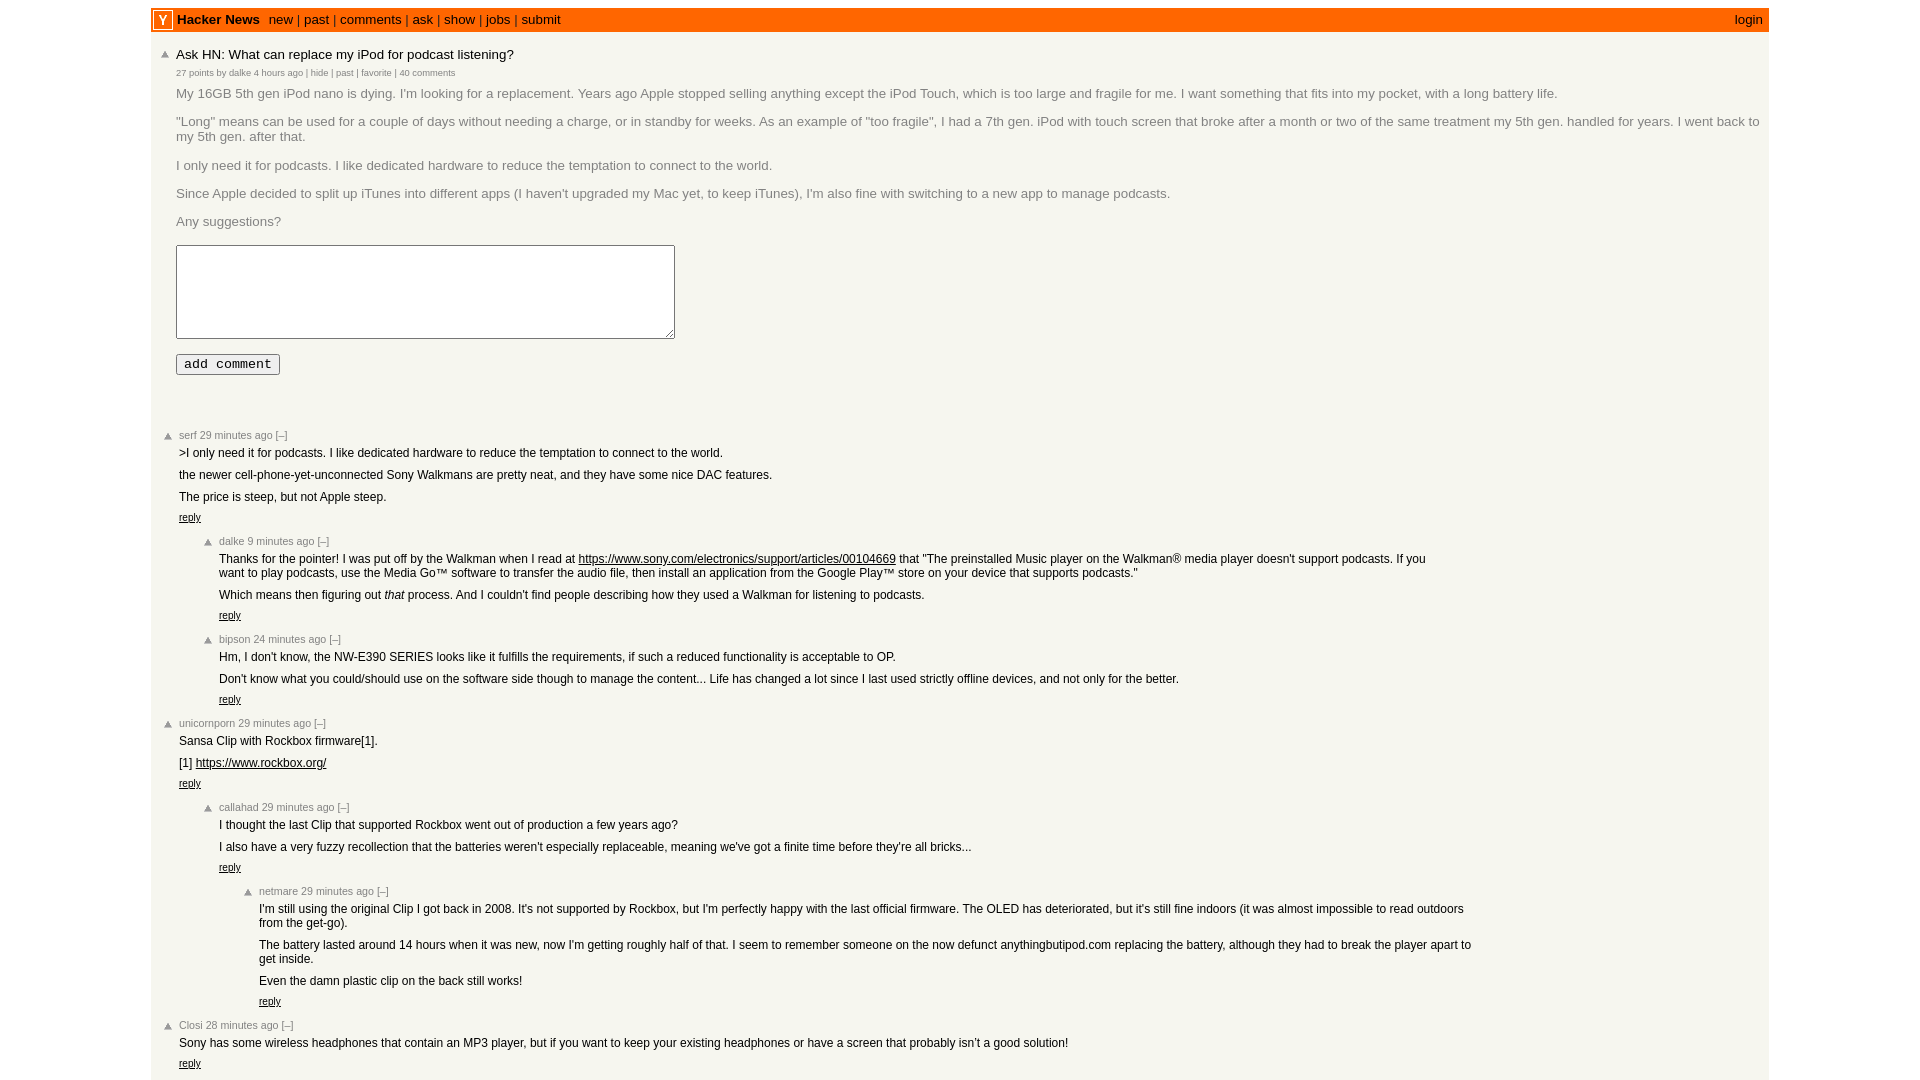 Y Hacker News new | past | comments | ask | show | jobs | submit login
Ask HN: What can replace my iPod for podcast listening?
27 points by dalke 4 hours ago | hide | past | favorite | 40 comments
My 16GB 5th gen iPod nano is dying. I'm looking for a replacement. Years ago Apple stopped selling anything except the iPod Touch, which is too large and fragile for me. I want something that fits into my pocket, with a long battery life.
"Long" means can be used for a couple of days without needing a charge, or in standby for weeks. As an example of "too fragile", I had a 7th gen. iPod with touch screen that broke after a month or two of the same treatment my 5th gen. handled for years. I went back to
my 5th gen. after that.
I only need it for podcasts. I like dedicated hardware to reduce the temptation to connect to the world.
Since Apple decided to split up iTunes into different apps (I haven't upgraded my Mac yet, to keep iTunes), I'm also fine with switching to a new app to manage podcasts.
Any suggestions?
add comment
serf 29 minutes ago [–]
>I only need it for podcasts. I like dedicated hardware to reduce the temptation to connect to the world.
the newer cell-phone-yet-unconnected Sony Walkmans are pretty neat, and they have some nice DAC features.
The price is steep, but not Apple steep.
reply
dalke 9 minutes ago [–]
Thanks for the pointer! I was put off by the Walkman when I read at https://www.sony.com/electronics/support/articles/00104669 that "The preinstalled Music player on the Walkman® media player doesn't support podcasts. If you
want to play podcasts, use the Media Go™ software to transfer the audio file, then install an application from the Google Play™ store on your device that supports podcasts."
Which means then figuring out that process. And I couldn't find people describing how they used a Walkman for listening to podcasts.
reply
bipson 24 minutes ago [–]
Hm, I don't know, the NW-E390 SERIES looks like it fulfills the requirements, if such a reduced functionality is acceptable to OP.
Don't know what you could/should use on the software side though to manage the content... Life has changed a lot since I last used strictly offline devices, and not only for the better.
reply
unicornporn 29 minutes ago [–]
Sansa Clip with Rockbox firmware[1].
[1] https://www.rockbox.org/
reply
callahad 29 minutes ago [–]
I thought the last Clip that supported Rockbox went out of production a few years ago?
I also have a very fuzzy recollection that the batteries weren't especially replaceable, meaning we've got a finite time before they're all bricks...
reply
netmare 29 minutes ago [–]
I'm still using the original Clip I got back in 2008. It's not supported by Rockbox, but I'm perfectly happy with the last official firmware. The OLED has deteriorated, but it's still fine indoors (it was almost impossible to read outdoors
from the get-go).
The battery lasted around 14 hours when it was new, now I'm getting roughly half of that. I seem to remember someone on the now defunct anythingbutipod.com replacing the battery, although they had to break the player apart to
get inside.
Even the damn plastic clip on the back still works!
reply
Closi 28 minutes ago [–]
Sony has some wireless headphones that contain an MP3 player, but if you want to keep your existing headphones or have a screen that probably isn’t a good solution!
reply